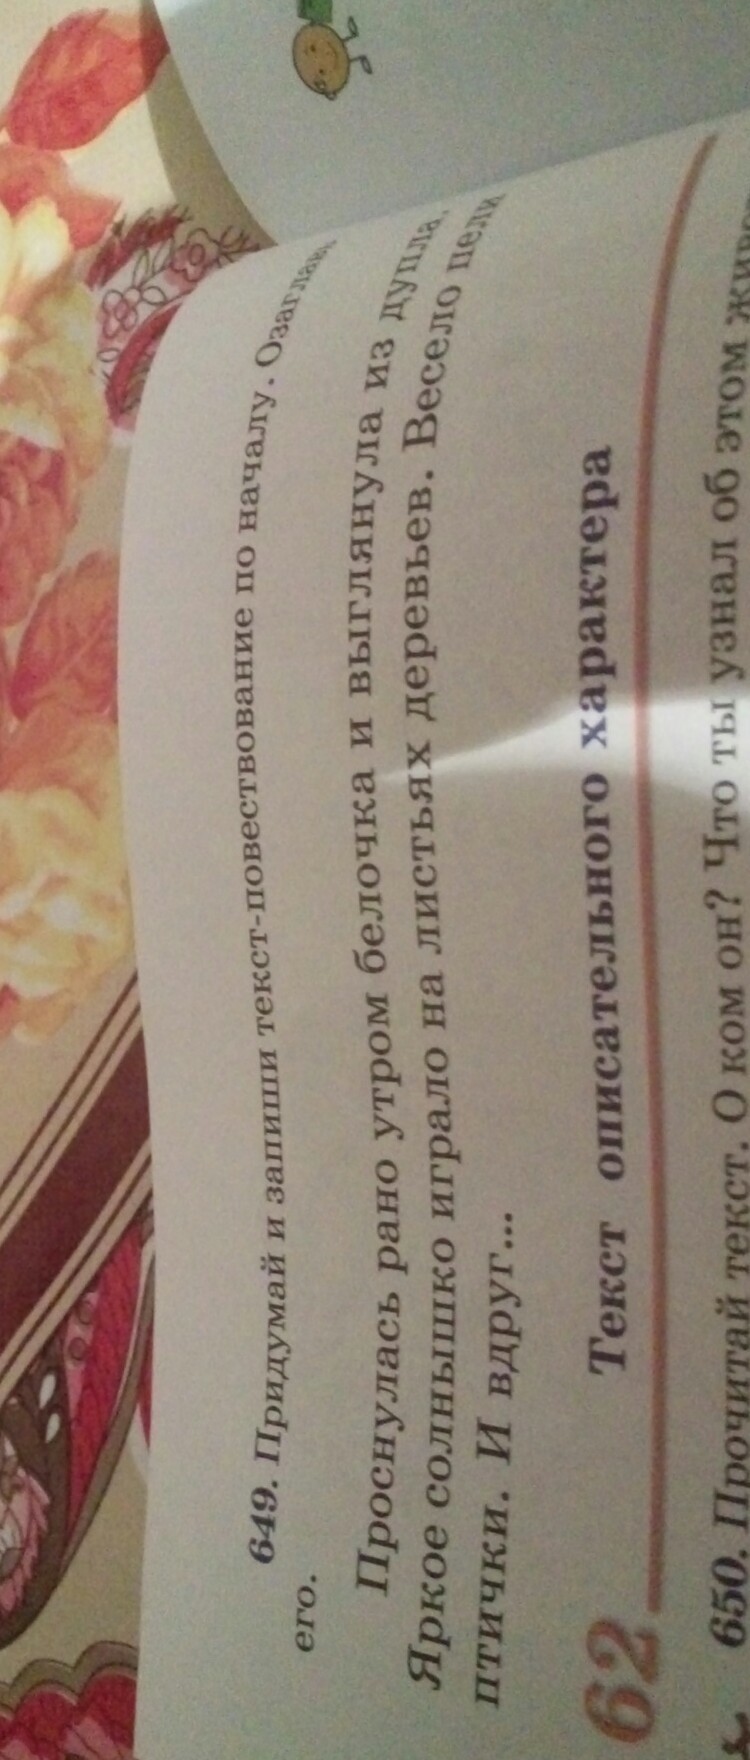 649. Придумай и запиши текст-повествование по началу. Озаглавь
его.
Проснулась рано утром белочка и выглянула из дупла.
Яркое солнышко играло на листьях деревьев. Весело пели
птички. И вдруг...
62 Текст описательного характера
650. Прочитай текст. О ком он? Что ты узнал об этом